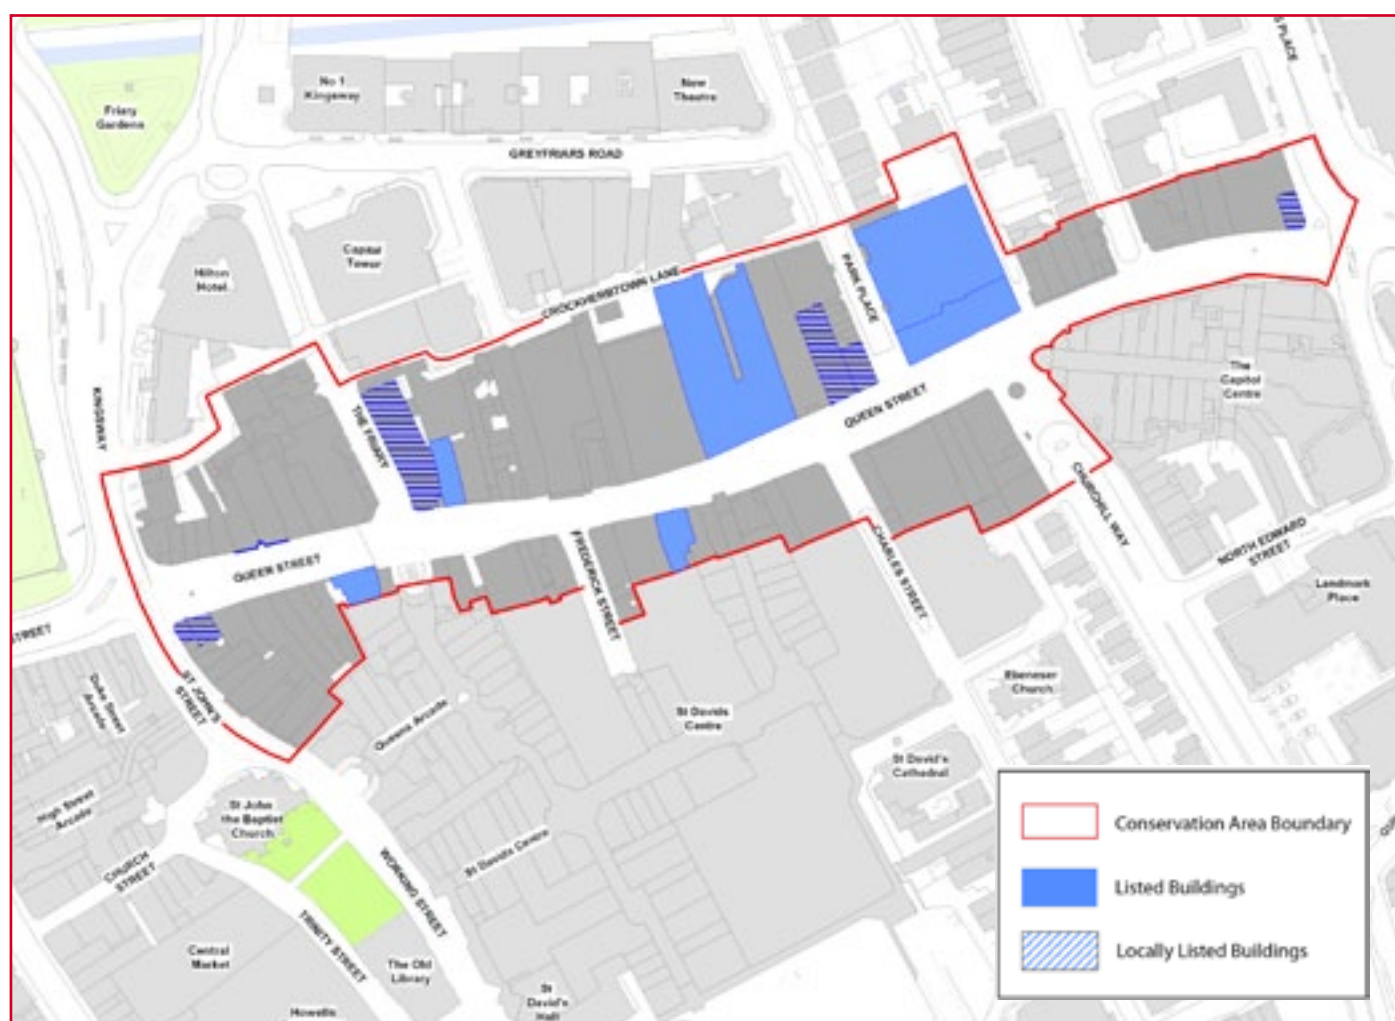 S PLACE
No 1
Kingsway
New
Theatre
Friary
Gardens
GREYFRIARS ROAD
Capital
Tower
Hilton
Hotel
CROCKHERBTOWN LANE
PARK PLACE
KINGSWAY
THE FRIARY
QUEEN STREET
The
Capitol
Centre
CHURCHILL WAY
NORTH EDWARD
STREET
QUEEN STREET
FREDERICK STREET
CHARLES STREET
Landmark
Place
STREET
ST JOHN'S
STREET
Duke Street
Arcade
Queens Arcade
St Davids
Centre
Ebeneser
Church
St David's
Cathedral
High Street
Arcade
St John
the Baptist
Church
CHURCH
STREET
WORKING STREET
St Davids Centre
TRINITY STREET
Central
Market
The Old
Library
Howells
St
David's
Hall
Conservation Area Boundary
Listed Buildings
Locally Listed Buildings